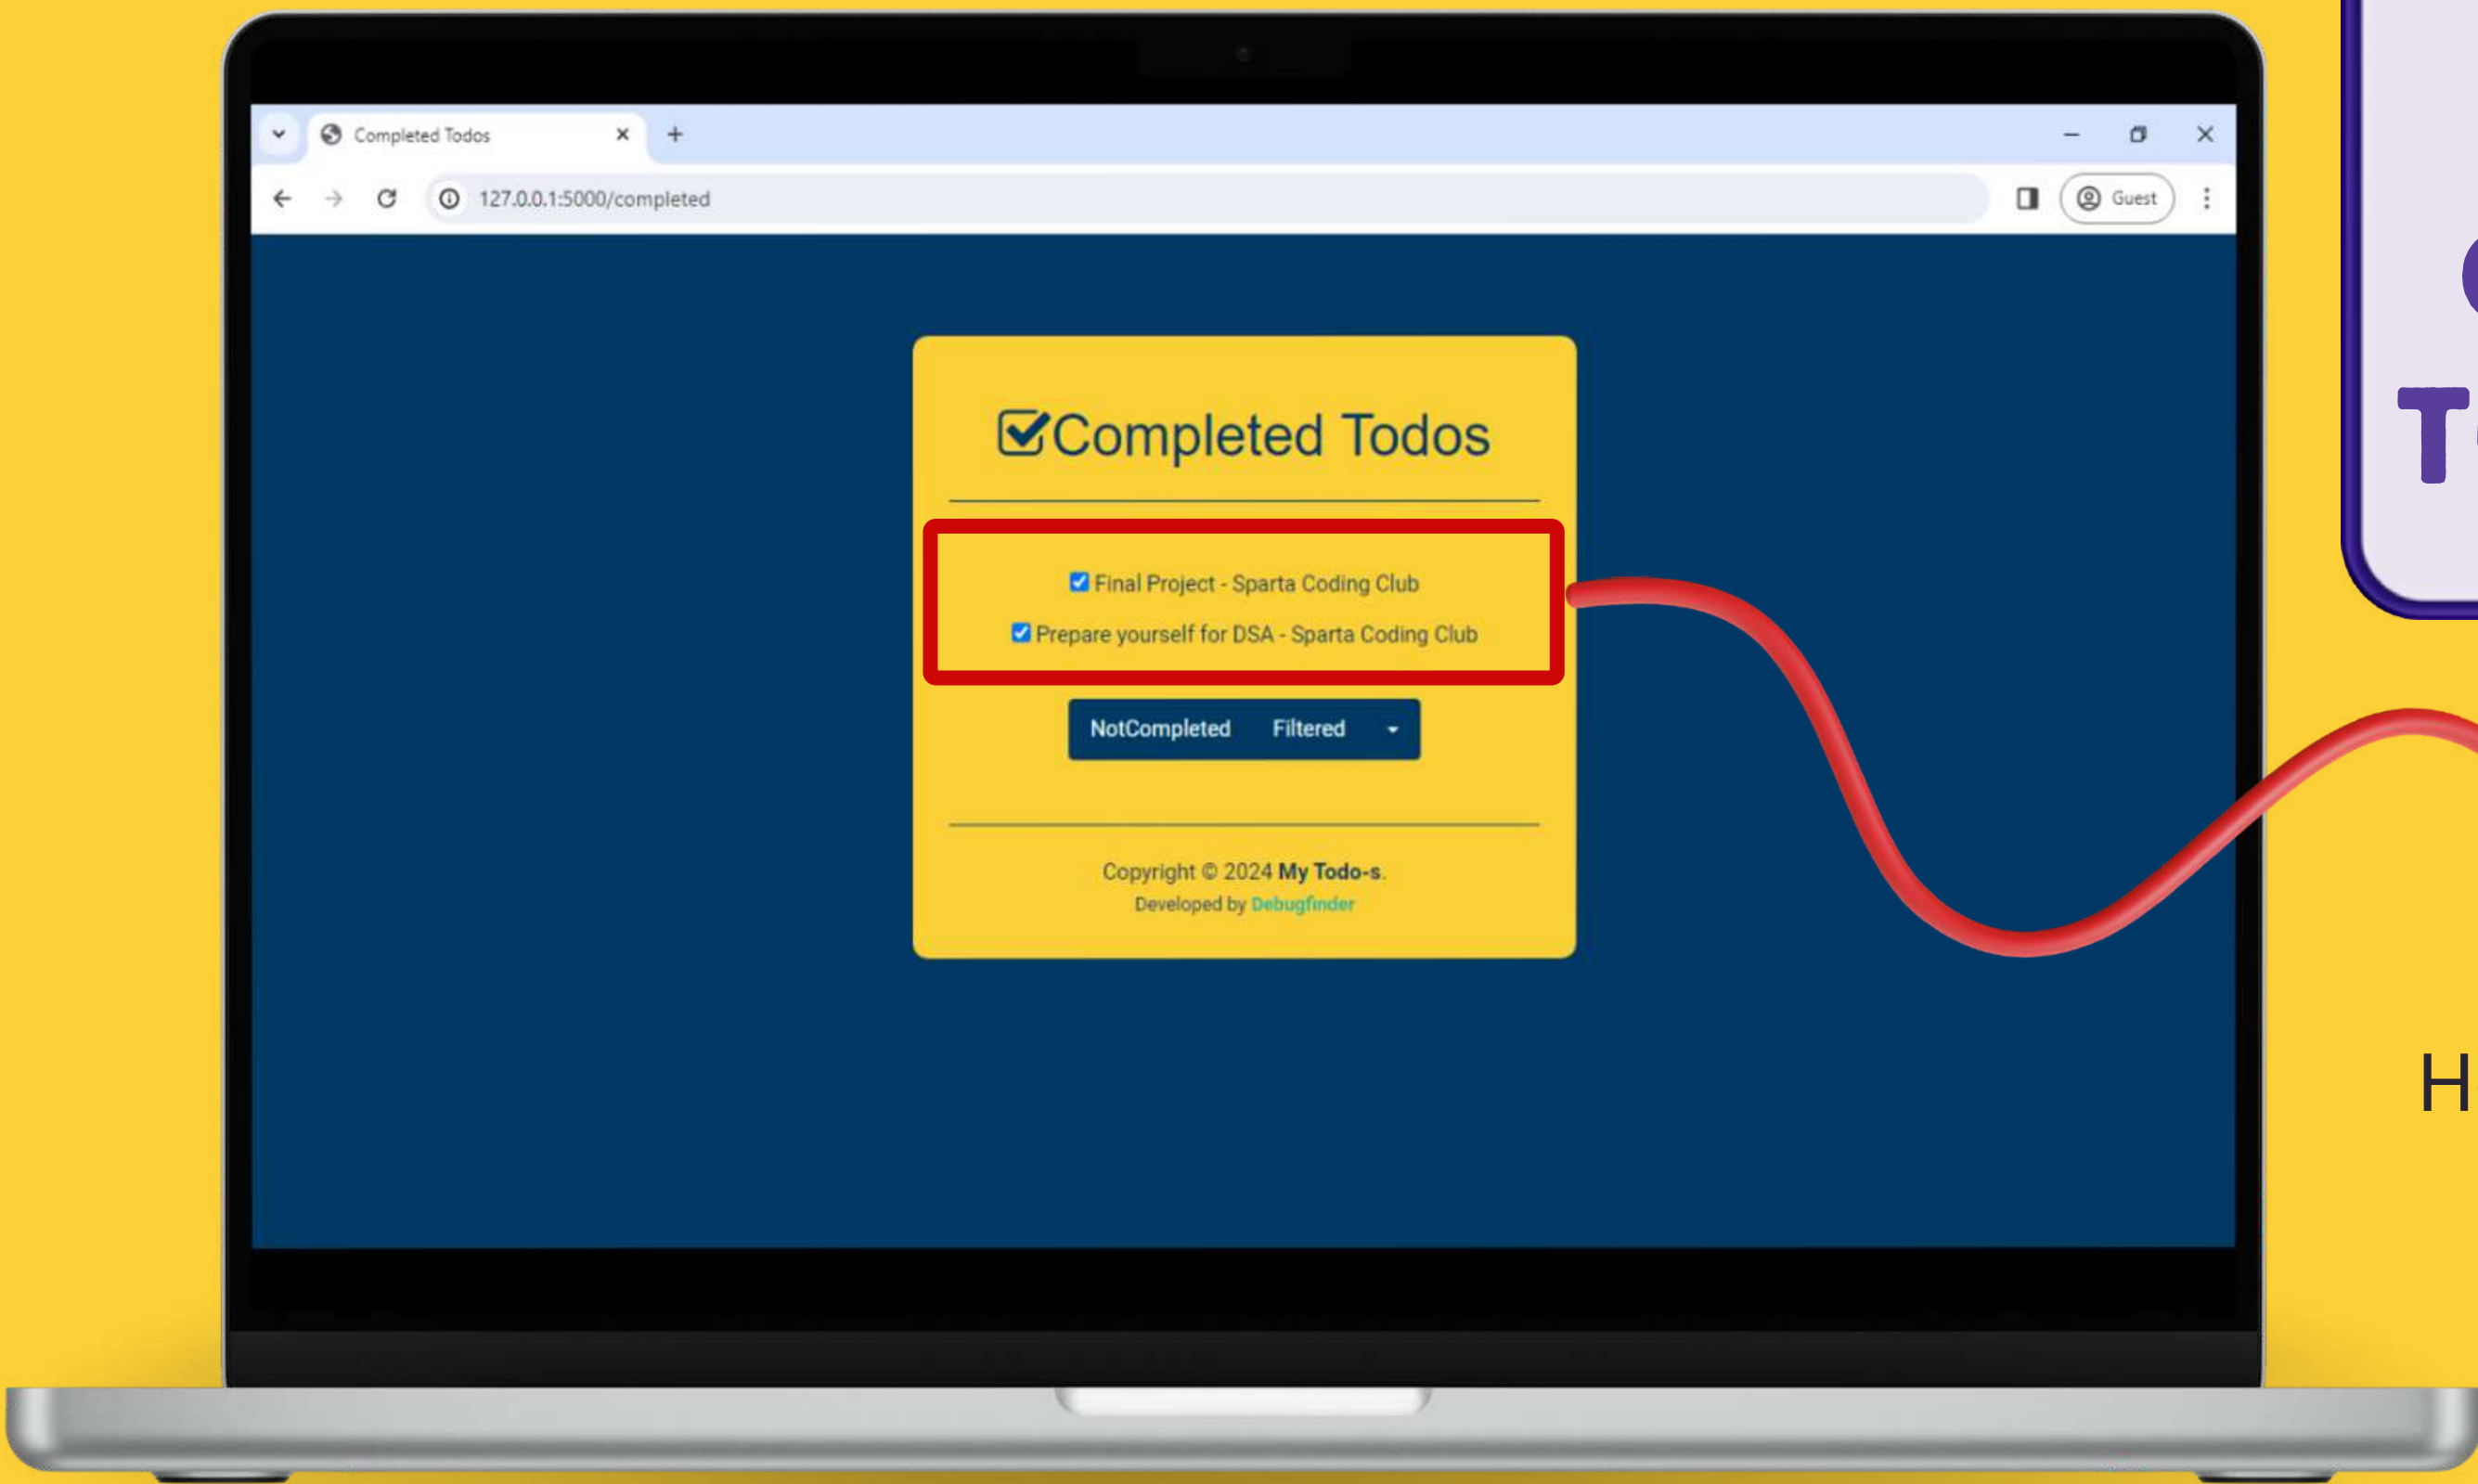 Completed Todos
127.0.0.1:5000/completed
Guest
Completed Todos
Final Project - Sparta Coding Club
Prepare yourself for DSA - Sparta Coding Club
NotCompleted Filtered
Copyright © 2024 My Todo-s.
Developed by Debugfinder